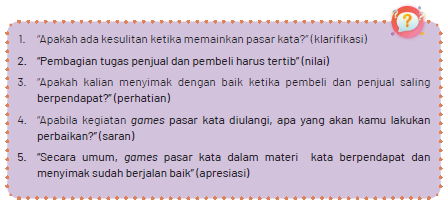 1. "Apakah ada kesulitan ketika memainkan pasar kata?" (klarifikasi)
2. "Pembagian tugas penjual dan pembeli harus tertib" (nilai)
3. "Apakah kalian menyimak dengan baik ketika pembeli dan penjual saling
berpendapat?" (perhatian)
4. "Apabila kegiatan games pasar kata diulangi, apa yang akan kamu lakukan
perbaikan?" (saran)
5. "Secara umum, games pasar kata dalam materi kata berpendapat dan
menyimak sudah berjalan baik" (apresiasi)